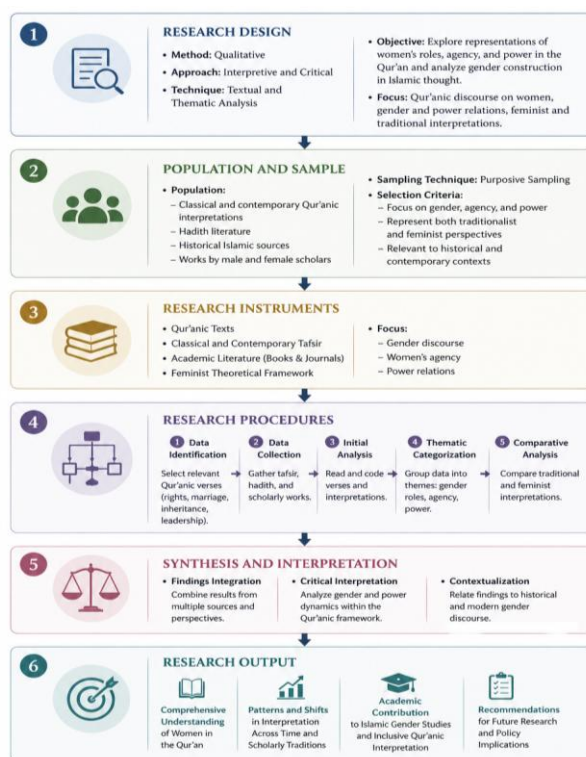 1
RESEARCH DESIGN
• Method: Qualitative
• Approach: Interpretive and Critical
• Technique: Textual and
Thematic Analysis
• Objective: Explore representations of
women's roles, agency, and power in the
Qur'an and analyze gender construction
in Islamic thought.
• Focus: Qur'anic discourse on women,
gender and power relations, feminist and
traditional interpretations.
2
POPULATION AND SAMPLE
• Population:
– Classical and contemporary Qur'anic
interpretations
– Hadith literature
– Historical Islamic sources
– Works by male and female scholars
• Sampling Technique: Purposive Sampling
• Selection Criteria:
– Focus on gender, agency, and power
– Represent both traditionalist
and feminist perspectives
– Relevant to historical and
contemporary contexts
3
RESEARCH INSTRUMENTS
• Qur'anic Texts
• Classical and Contemporary Tafsir
• Academic Literature (Books & Journals)
• Feminist Theoretical Framework
• Focus:
– Gender discourse
– Women's agency
– Power relations
4
RESEARCH PROCEDURES
1 Data
Identification
Select relevant
Qur'anic verses
(rights, marriage,
inheritance,
leadership).
2 Data
Collection
Gather tafsir,
hadith, and
scholarly works.
3 Initial
Analysis
Read and code
verses and
interpretations.
4 Thematic
Categorization
Group data into
themes: gender
roles, agency,
power.
5 Comparative
Analysis
Compare traditional
and feminist
interpretations.
5
SYNTHESIS AND INTERPRETATION
• Findings Integration
Combine results from
multiple sources and
perspectives.
• Critical Interpretation
Analyze gender and power
dynamics within the
Qur'anic framework.
• Contextualization
Relate findings to historical
and modern gender
discourse.
6
RESEARCH OUTPUT
Comprehensive
Understanding
of Women in
the Qur'an
Patterns and Shifts
in Interpretation
Across Time and
Scholarly Traditions
Academic
Contribution
to Islamic Gender Studies
and Inclusive Qur'anic
Interpretation
Recommendations
for Future Research
and Policy
Implications